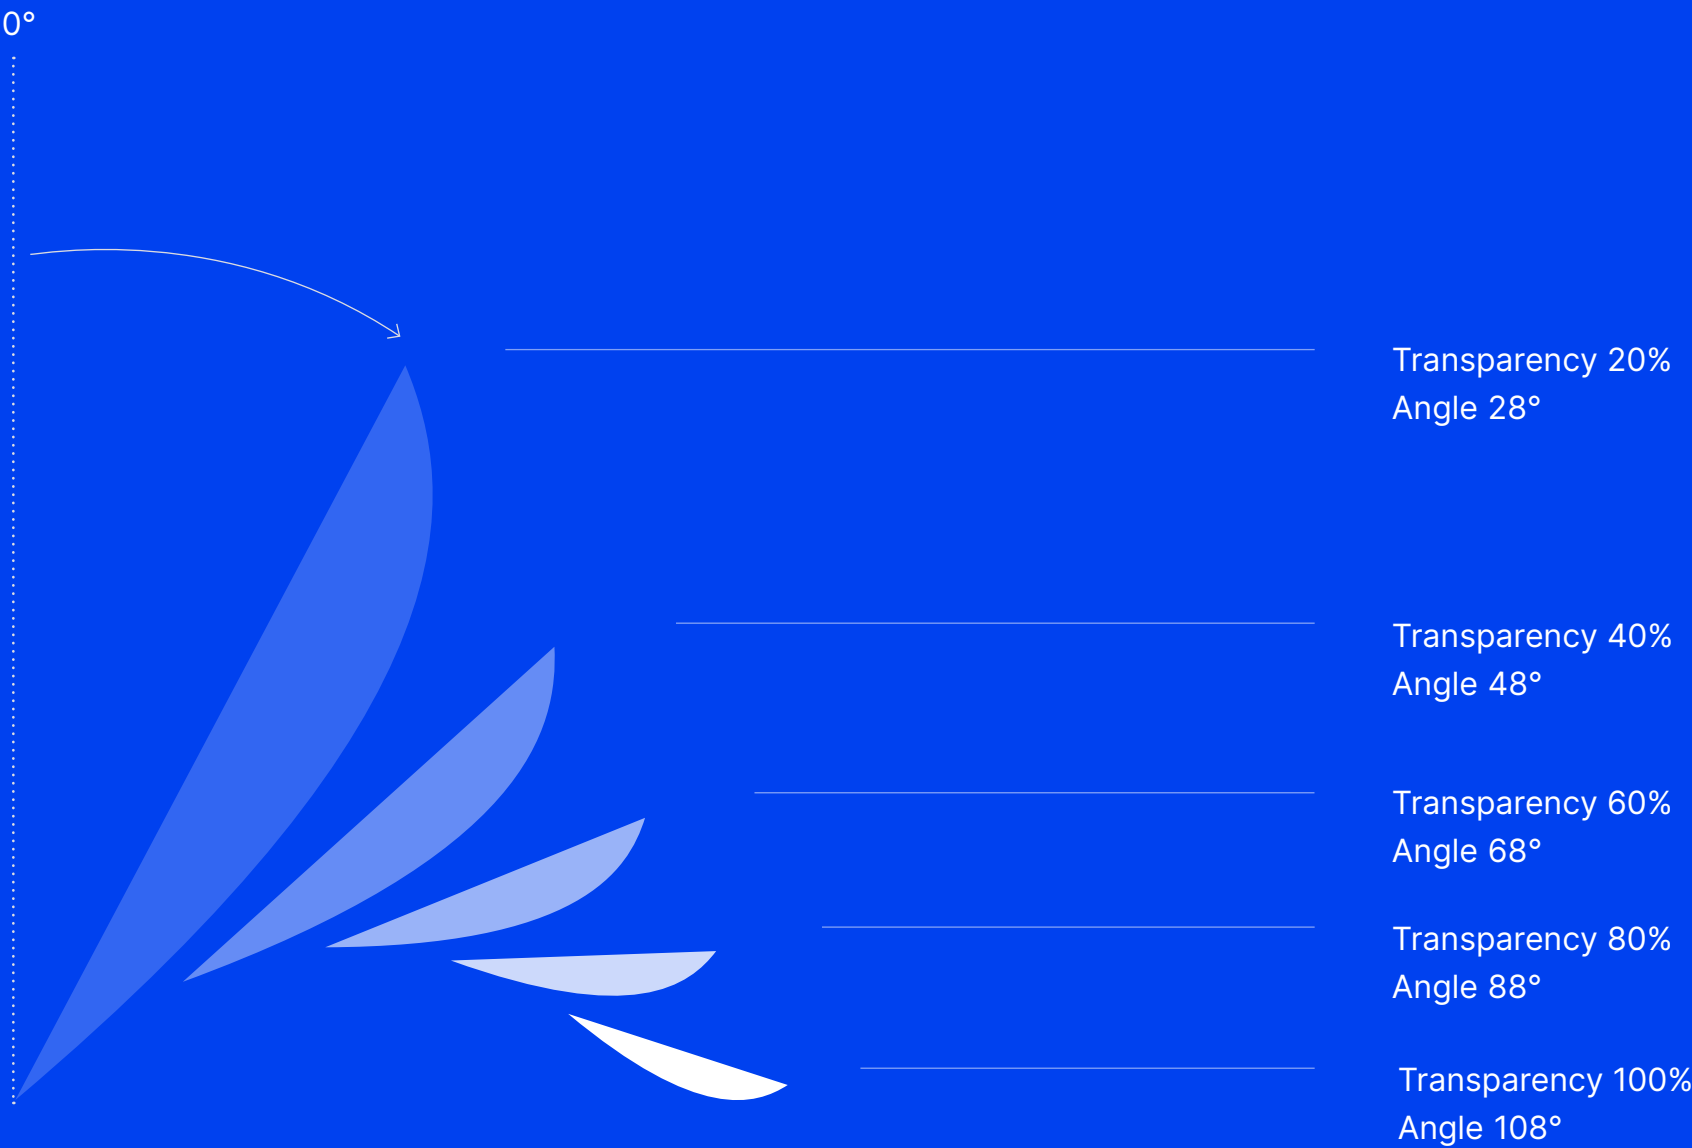 0°
Transparency 20%
Angle 28°
Transparency 40%
Angle 48°
Transparency 60%
Angle 68°
Transparency 80%
Angle 88°
Transparency 100%
Angle 108°